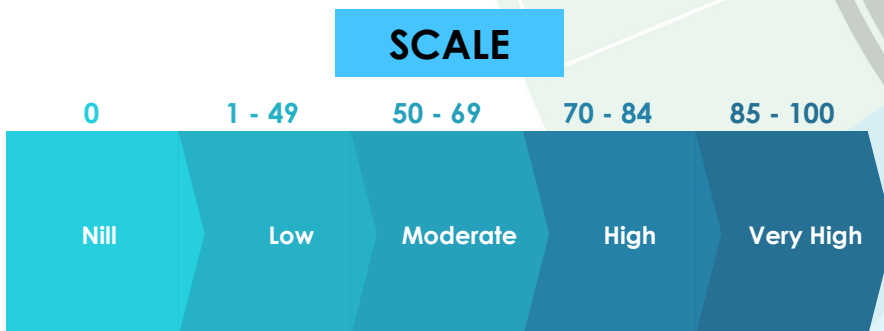 SCALE
0 1 - 49 50 - 69 70 - 84 85 - 100
Nill Low Moderate High Very High